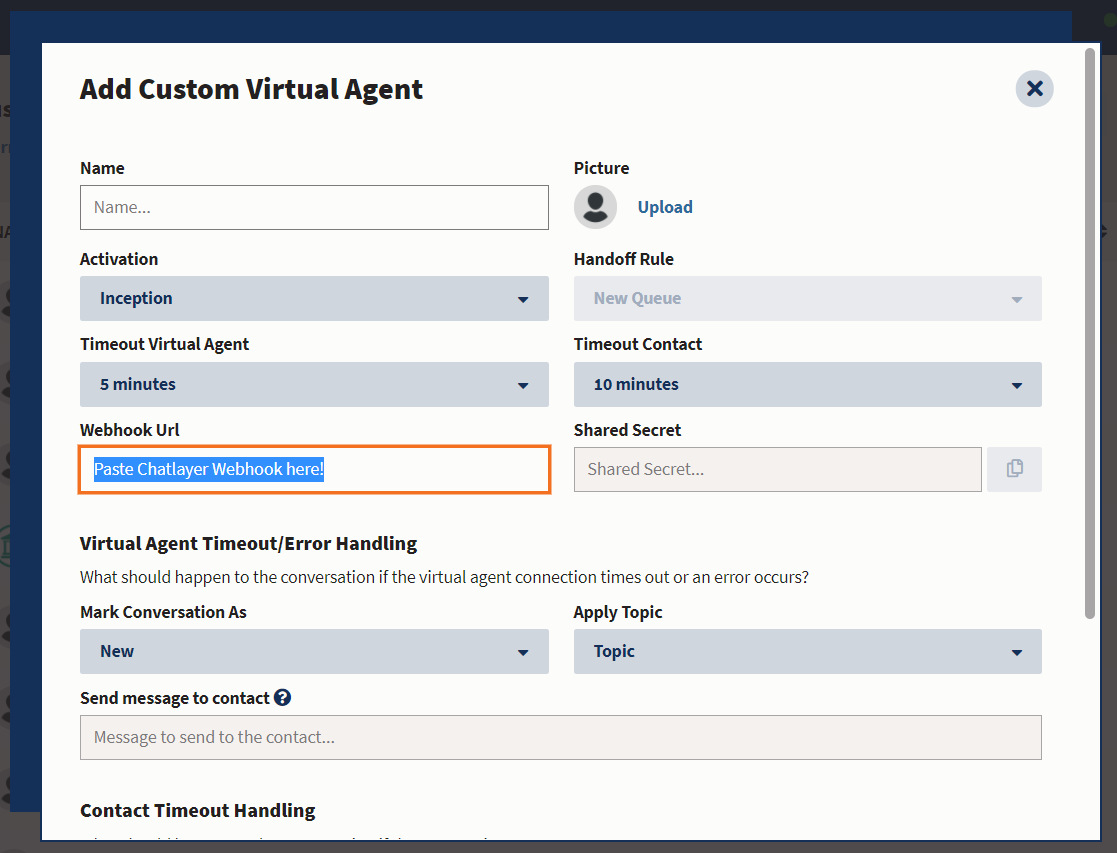 Add Custom Virtual Agent
Name
Picture
Name...
Upload
Activation
Handoff Rule
Inception
New Queue
Timeout Virtual Agent
Timeout Contact
5 minutes
10 minutes
Webhook Url
Shared Secret
Paste Chatlayer Webhook here!
Shared Secret...
Virtual Agent Timeout/Error Handling
What should happen to the conversation if the virtual agent connection times out or an error occurs?
Mark Conversation As
Apply Topic
New
Topic
Send message to contact ?
Message to send to the contact...
Contact Timeout Handling